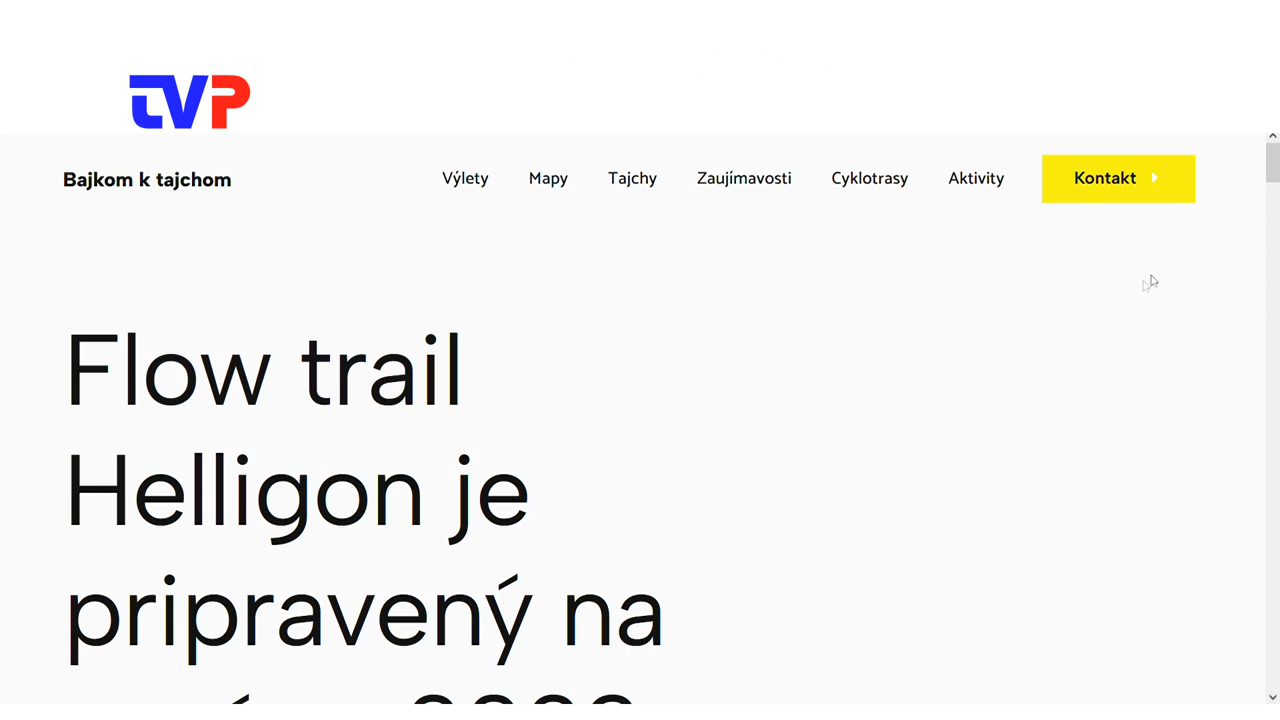 tVP
Bajkom k tajchom
Výlety
Mapy
Tajchy
Zaujímavosti
Cyklotrasy
Aktivity
Kontakt
Flow trail
Helligon je
pripravený na